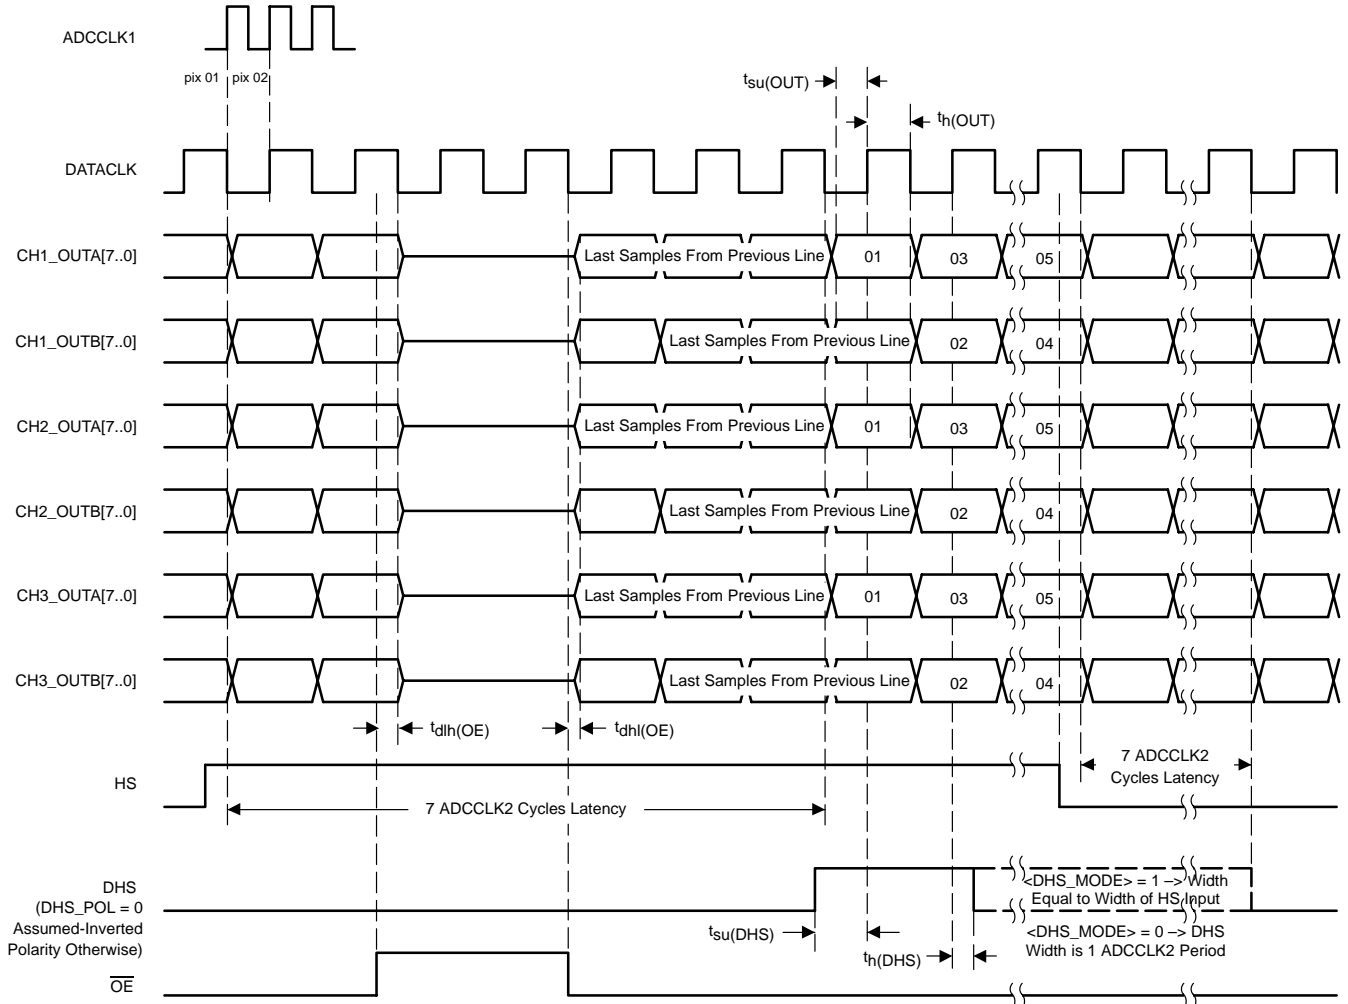 ADCCLK1
pix 01
pix 02
tsu(OUT)
th(OUT)
DATACLK
CH1_OUTA[7..0]
Last Samples From Previous Line
01
03
05
CH1_OUTB[7..0]
Last Samples From Previous Line
02
04
CH2_OUTA[7..0]
Last Samples From Previous Line
01
03
05
CH2_OUTB[7..0]
Last Samples From Previous Line
02
04
CH3_OUTA[7..0]
Last Samples From Previous Line
01
03
05
CH3_OUTB[7..0]
Last Samples From Previous Line
02
04
tdlh(OE)
tdhl(OE)
HS
7 ADCCLK2 Cycles Latency
7 ADCCLK2
Cycles Latency
DHS
(DHS_POL = 0
Assumed-Inverted
Polarity Otherwise)
<DHS_MODE> = 1 –> Width
Equal to Width of HS Input
<DHS_MODE> = 0 –> DHS
Width is 1 ADCCLK2 Period
tsu(DHS)
th(DHS)
OE